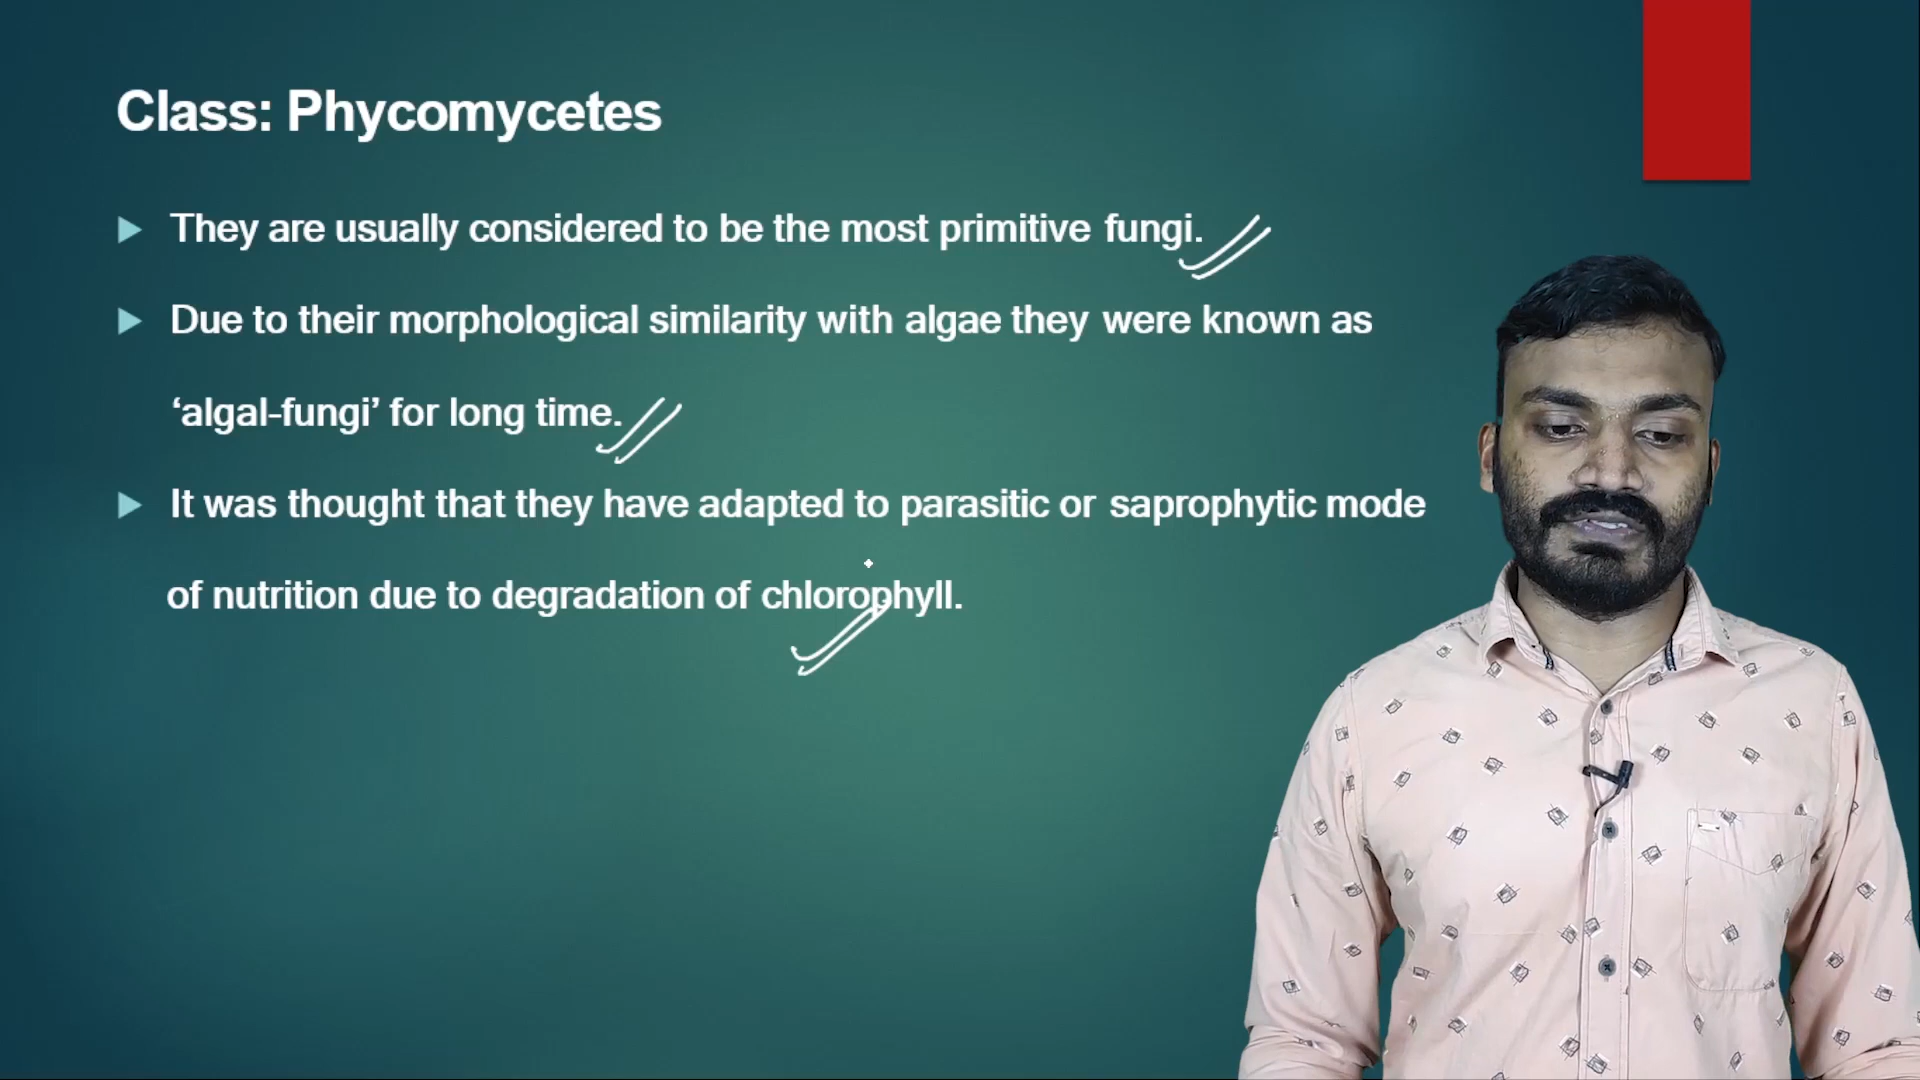 Class: Phycomycetes
They are usually considered to be the most primitive fungi.
Due to their morphological similarity with algae they were known as
‘algal-fungi’ for long time.
It was thought that they have adapted to parasitic or saprophytic mode
of nutrition due to degradation of chlorophyll.